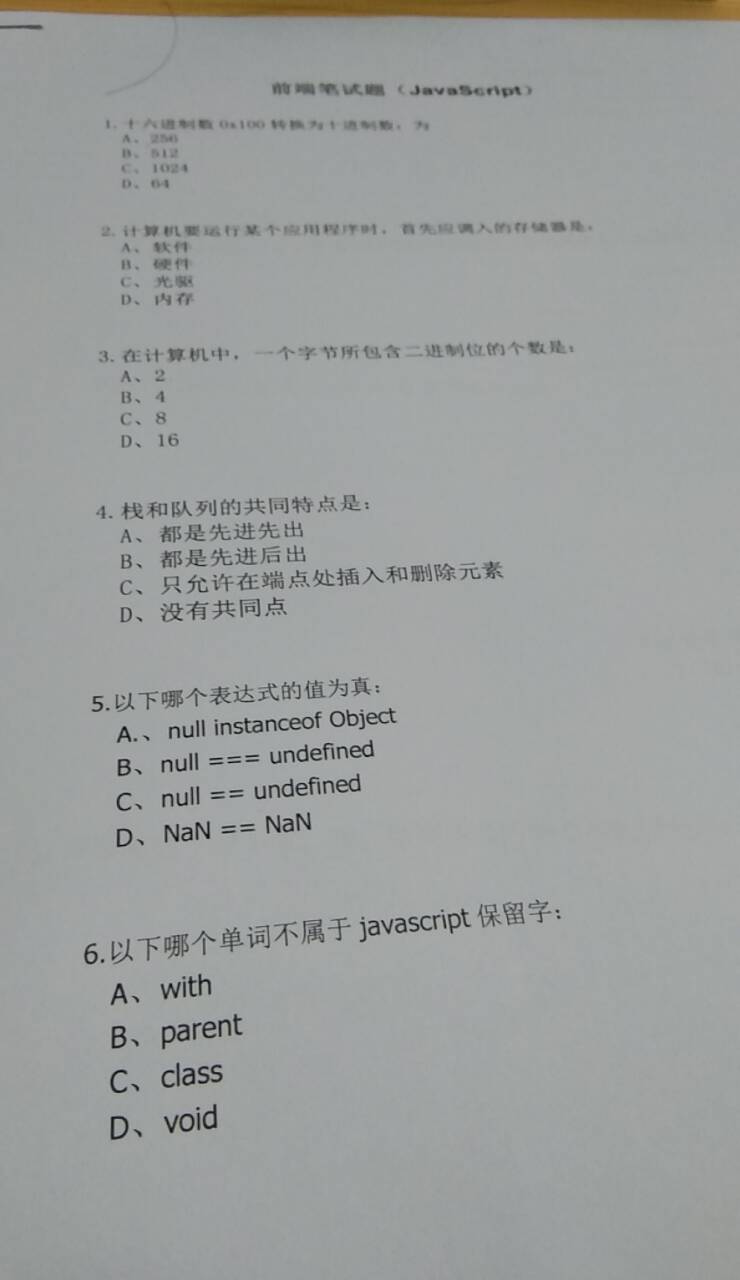 前端笔试题（JavaScript）
1. 十六进制数 0x100 转换为十进制数，为
A、256
B、512
C、1024
D、64
2. 计算机要运行某个应用程序时，首先应调入的存储器是：
A、软件
B、硬件
C、光驱
D、内存
3. 在计算机中，一个字节所包含二进制位的个数是：
A、2
B、4
C、8
D、16
4. 栈和队列的共同特点是：
A、都是先进先出
B、都是先进后出
C、只允许在端点处插入和删除元素
D、没有共同点
5.以下哪个表达式的值为真：
A.、null instanceof Object
B、null === undefined
C、null == undefined
D、NaN == NaN
6.以下哪个单词不属于 javascript 保留字：
A、with
B、parent
C、class
D、void